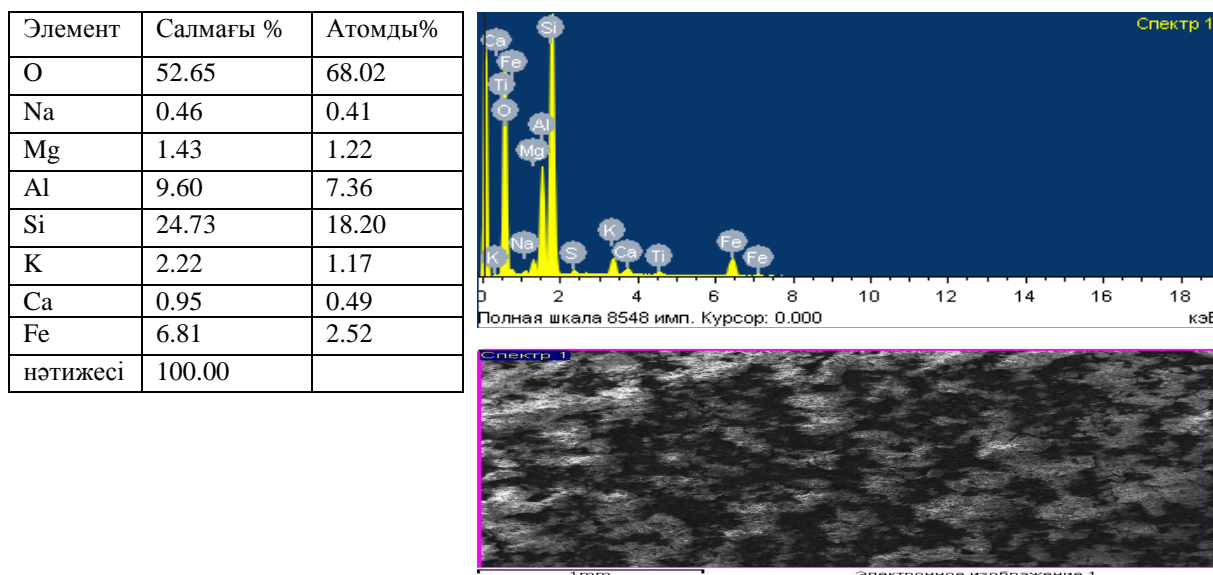 Элемент Салмағы % Атомды%
O 52.65 68.02
Na 0.46 0.41
Mg 1.43 1.22
Al 9.60 7.36
Si 24.73 18.20
K 2.22 1.17
Ca 0.95 0.49
Fe 6.81 2.52
нәтижесі 100.00
Спектр 1
Ca Si
Fe
Ti
O
Al
Mg
K Na S K Ca Ti Fe Fe
0 2 4 6 8 10 12 14 16 18
Полная шкала 8548 имп. Курсор: 0.000 кэВ
Спектр 1
1mm Электронное изображение 1